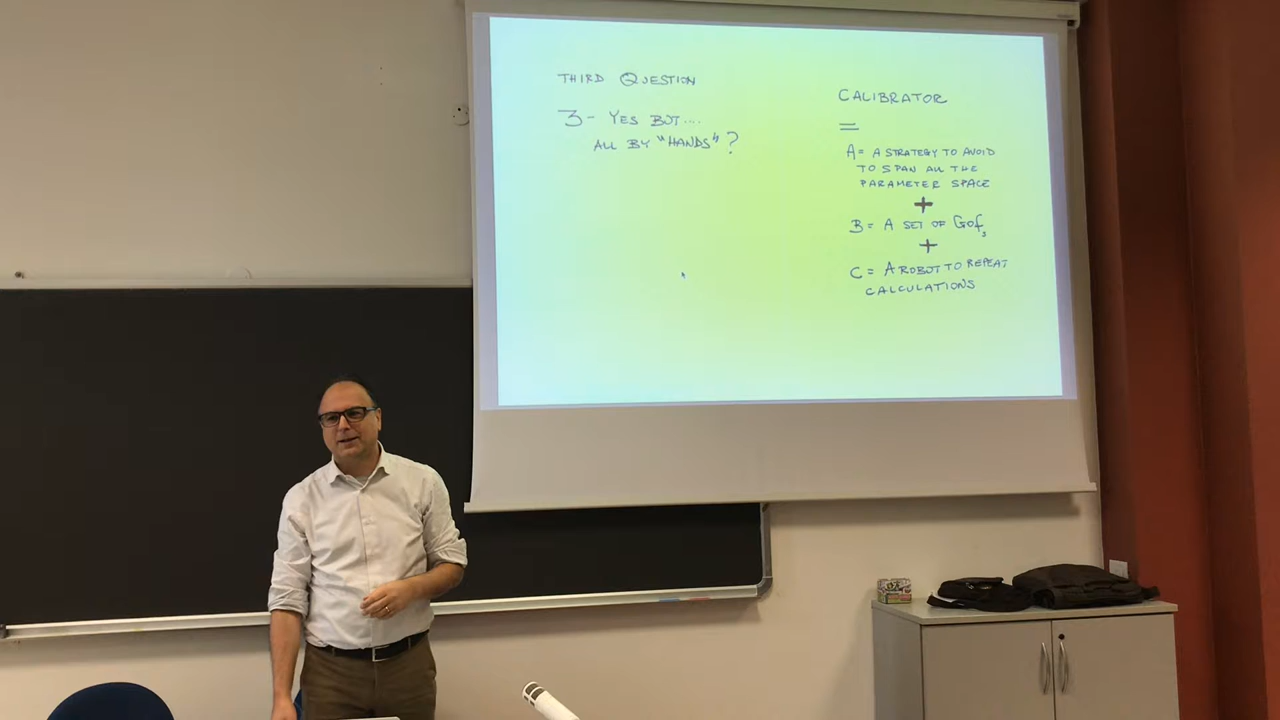 THIRD QUESTION
3- YES BUT....
ALL BY "HANDS"?
CALIBRATOR
=
A= A STRATEGY TO AVOID
TO SPAN ALL THE
PARAMETER SPACE
+
B= A SET OF Gofs
+
C= A ROBOT TO REPEAT
CALCULATIONS